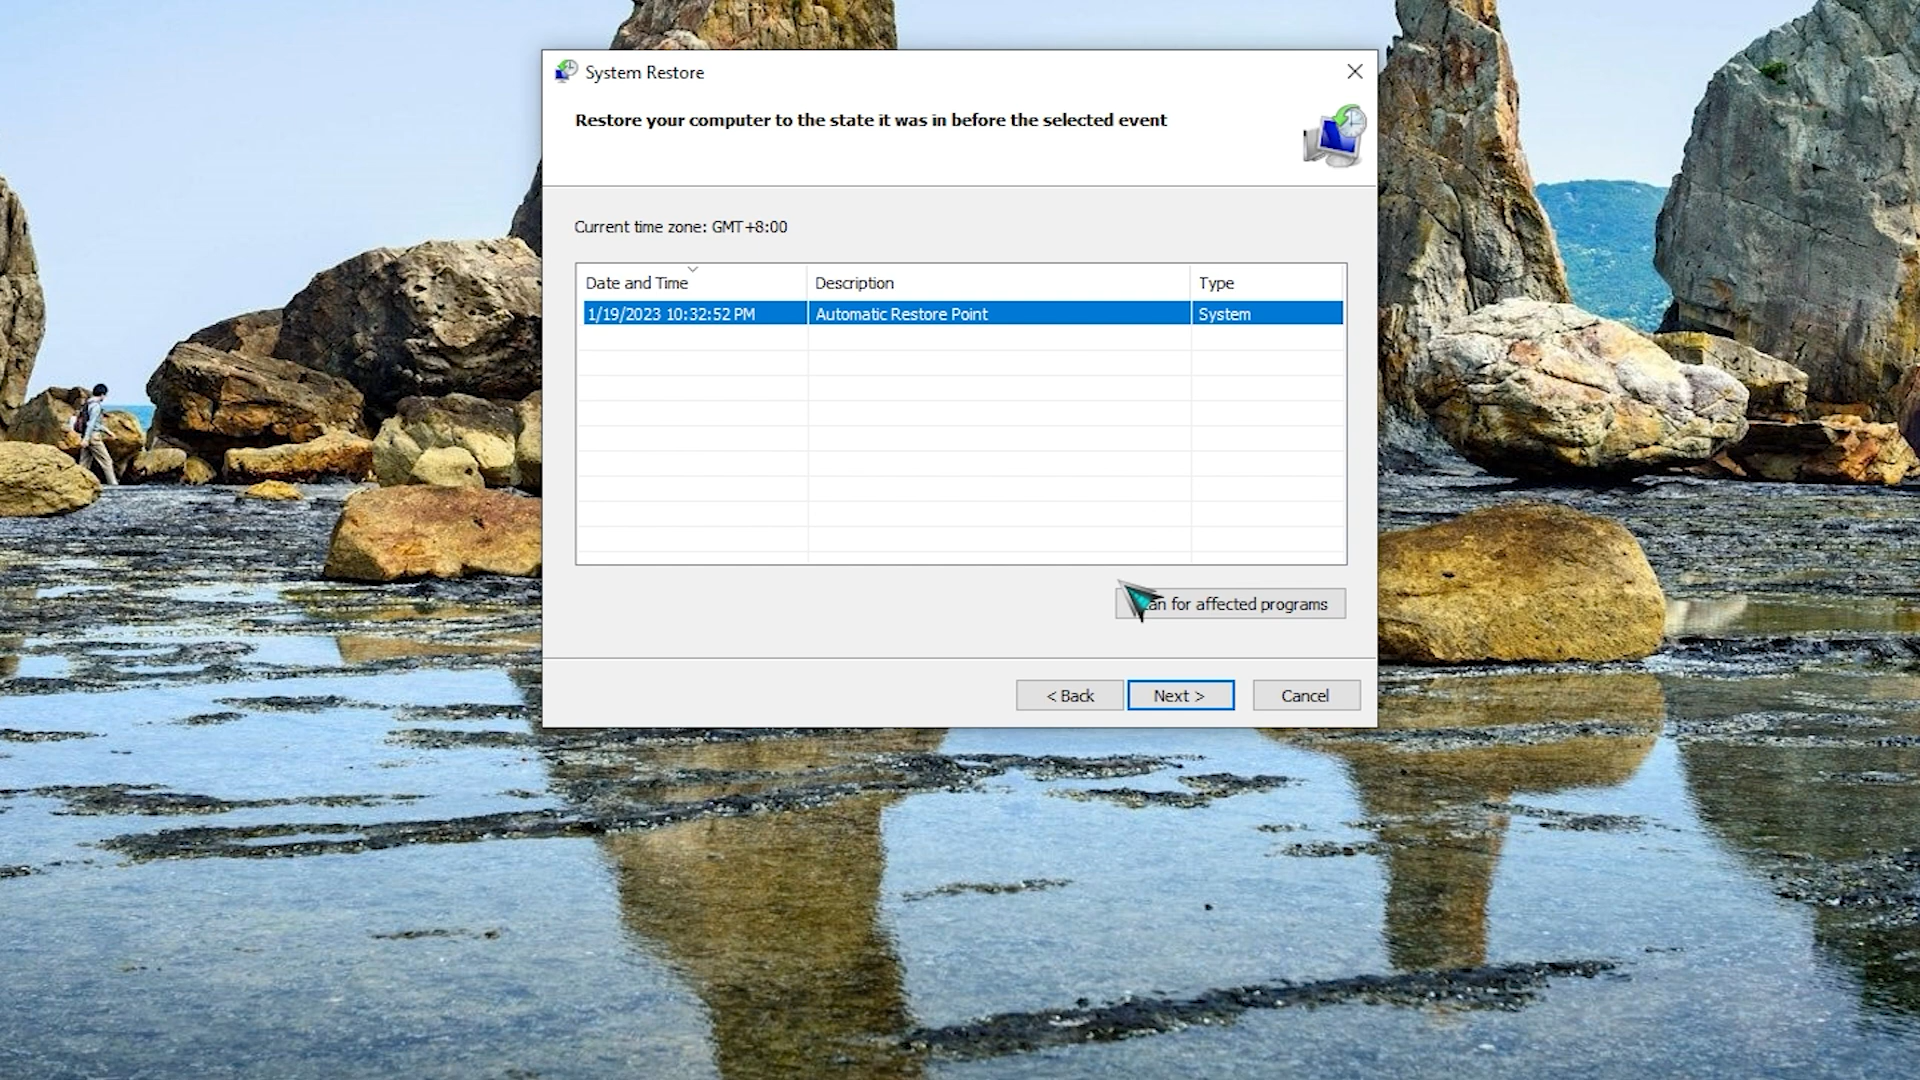 System Restore
Restore your computer to the state it was in before the selected event
Current time zone: GMT+8:00
Date and Time Description Type
1/19/2023 10:32:52 PM Automatic Restore Point System
for affected programs
< Back Next > Cancel